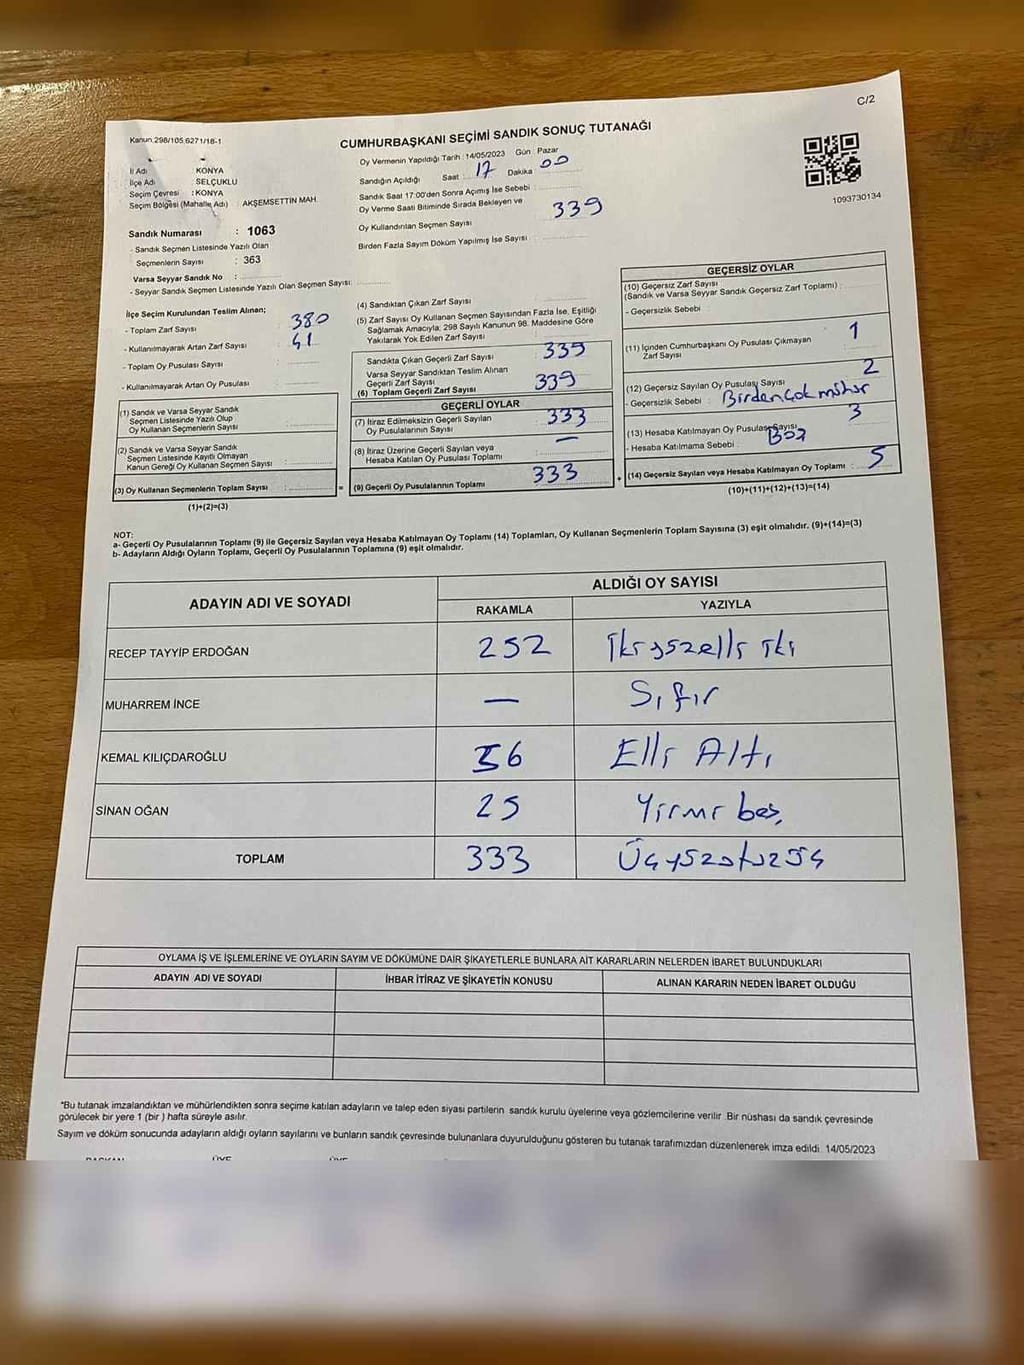 C/2
Kanun 298/105,6271/18-1
CUMHURBAŞKANI SEÇİMİ SANDIK SONUÇ TUTANAĞI
İl Adı KONYA
İlçe Adı SELÇUKLU
Seçim Çevresi : KONYA
Seçim Bölgesi (Mahalle Adı) : AKŞEMSETTİN MAH.
Oy Vermenin Yapıldığı Tarih :14/05/2023 Gün Pazar
Sandığın Açıldığı Saat 17 Dakika 00
Sandık Saat 17:00'den Sonra Açımış İse Sebebi
Oy Verme Saati Bitiminde Sırada Bekleyen ve
Oy Kullandırılan Seçmen Sayısı 339
Birden Fazla Sayım Döküm Yapılmış İse Sayısı
1093730134
Sandık Numarası : 1063
- Sandık Seçmen Listesinde Yazılı Olan
Seçmenlerin Sayısı : 363
Varsa Seyyar Sandık No :
- Seyyar Sandık Seçmen Listesinde Yazılı Olan Seçmen Sayısı:
İlçe Seçim Kurulundan Teslim Alınan;
- Toplam Zarf Sayısı 380
- Kullanılmayarak Artan Zarf Sayısı 41
- Toplam Oy Pusulası Sayısı
- Kullanılmayarak Artan Oy Pusulası
(1) Sandık ve Varsa Seyyar Sandık
Seçmen Listesinde Yazılı Olup
Oy Kullanan Seçmenlerin Sayısı
(2) Sandık ve Varsa Seyyar Sandık
Seçmen Listesinde Kayıtlı Olmayan
Kanun Gereği Oy Kullanan Seçmen Sayısı
(3) Oy Kullanan Seçmenlerin Toplam Sayısı :
(1)+(2)=(3)
(4) Sandıktan Çıkan Zarf Sayısı
(5) Zarf Sayısı Oy Kullanan Seçmen Sayısından Fazla İse, Eşitliği
Sağlamak Amacıyla; 298 Sayılı Kanunun 98. Maddesine Göre
Yakılarak Yok Edilen Zarf Sayısı
Sandıkta Çıkan Geçerli Zarf Sayısı 339
Varsa Seyyar Sandıktan Teslim Alınan
Geçerli Zarf Sayısı
(6) Toplam Geçerli Zarf Sayısı 339
GEÇERLİ OYLAR
(7) İtiraz Edilmeksizin Geçerli Sayılan
Oy Pusulalarının Sayısı 333
(8) İtiraz Üzerine Geçerli Sayılan veya
Hesaba Katılan Oy Pusulası Toplamı —
(9) Geçerli Oy Pusulalarının Toplamı 333
GEÇERSİZ OYLAR
(10) Geçersiz Zarf Sayısı
(Sandık ve Varsa Seyyar Sandık Geçersiz Zarf Toplamı) :
- Geçersizlik Sebebi :
(11) İçinden Cumhurbaşkanı Oy Pusulası Çıkmayan
Zarf Sayısı 1
(12) Geçersiz Sayılan Oy Pusulası Sayısı 2
- Geçersizlik Sebebi : Birden çok mühür
(13) Hesaba Katılmayan Oy Pusulası Sayısı 3
- Hesaba Katılmama Sebebi : Boş
(14) Geçersiz Sayılan veya Hesaba Katılmayan Oy Toplamı : 5
(10)+(11)+(12)+(13)=(14)
NOT:
a- Geçerli Oy Pusulalarının Toplamı (9) ile Geçersiz Sayılan veya Hesaba Katılmayan Oy Toplamı (14) Toplamları, Oy Kullanan Seçmenlerin Toplam Sayısına (3) eşit olmalıdır. (9)+(14)=(3)
b- Adayların Aldığı Oyların Toplamı, Geçerli Oy Pusulalarının Toplamına (9) eşit olmalıdır.
ADAYIN ADI VE SOYADI ALDIĞI OY SAYISI
RAKAMLA YAZIYLA
RECEP TAYYİP ERDOĞAN 252 İkiyüzelli iki
MUHARREM İNCE — Sıfır
KEMAL KILIÇDAROĞLU 56 Elli Altı
SİNAN OĞAN 25 Yirmi beş
TOPLAM 333 Üçyüzotuzüç
OYLAMA İŞ VE İŞLEMLERİNE VE OYLARIN SAYIM VE DÖKÜMÜNE DAİR ŞİKAYETLERLE BUNLARA AİT KARARLARIN NELERDEN İBARET BULUNDUKLARI
ADAYIN ADI VE SOYADI İHBAR İTİRAZ VE ŞİKAYETİN KONUSU ALINAN KARARIN NEDEN İBARET OLDUĞU
*Bu tutanak imzalandıktan ve mühürlendikten sonra seçime katılan adayların ve talep eden siyasi partilerin sandık kurulu üyelerine veya gözlemcilerine verilir. Bir nüshası da sandık çevresinde
görülecek bir yere 1 (bir ) hafta süreyle asılır.
Sayım ve döküm sonucunda adayların aldığı oyların sayılarını ve bunların sandık çevresinde bulunanlara duyurulduğunu gösteren bu tutanak tarafımızdan düzenlenerek imza edildi. 14/05/2023